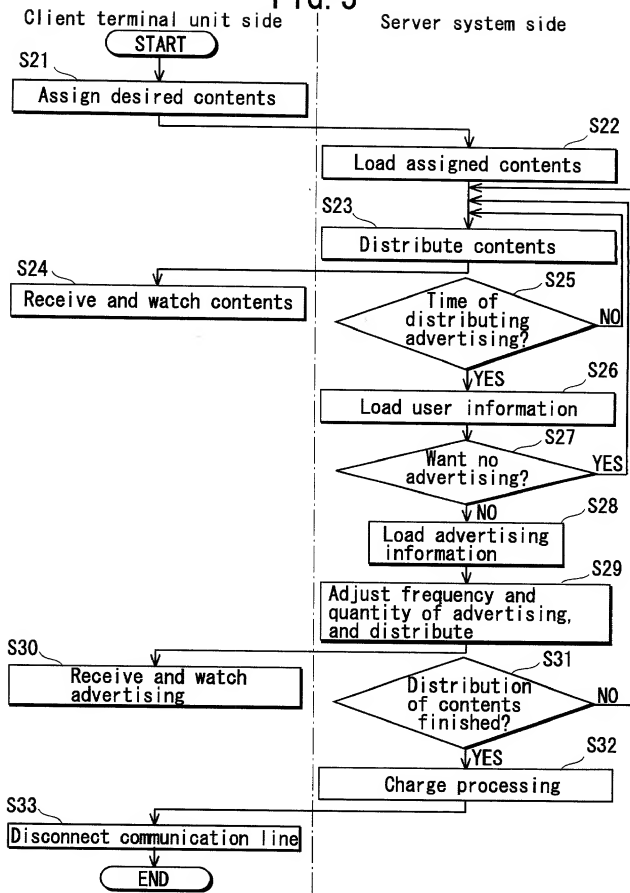 Client terminal unit side
Server system side
START
S21
Assign desired contents
S22
Load assigned contents
S23
Distribute contents
S24
Receive and watch contents
S25
Time of
distributing
advertising?
NO
YES
S26
Load user information
S27
Want no
advertising?
YES
NO
S28
Load advertising
information
S29
Adjust frequency and
quantity of advertising,
and distribute
S30
Receive and watch
advertising
S31
Distribution
of contents
finished?
NO
YES
S32
Charge processing
S33
Disconnect communication line
END